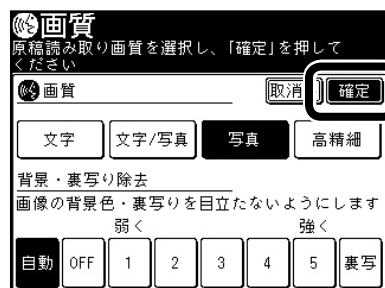 画質
原稿読み取り画質を選択し、「確定」を押して
ください
画質 取消 確定
文字 文字/写真 写真 高精細
背景・裏写り除去
画像の背景色・裏写りを目立たないようにします
弱く 強く
自動 OFF 1 2 3 4 5 裏写